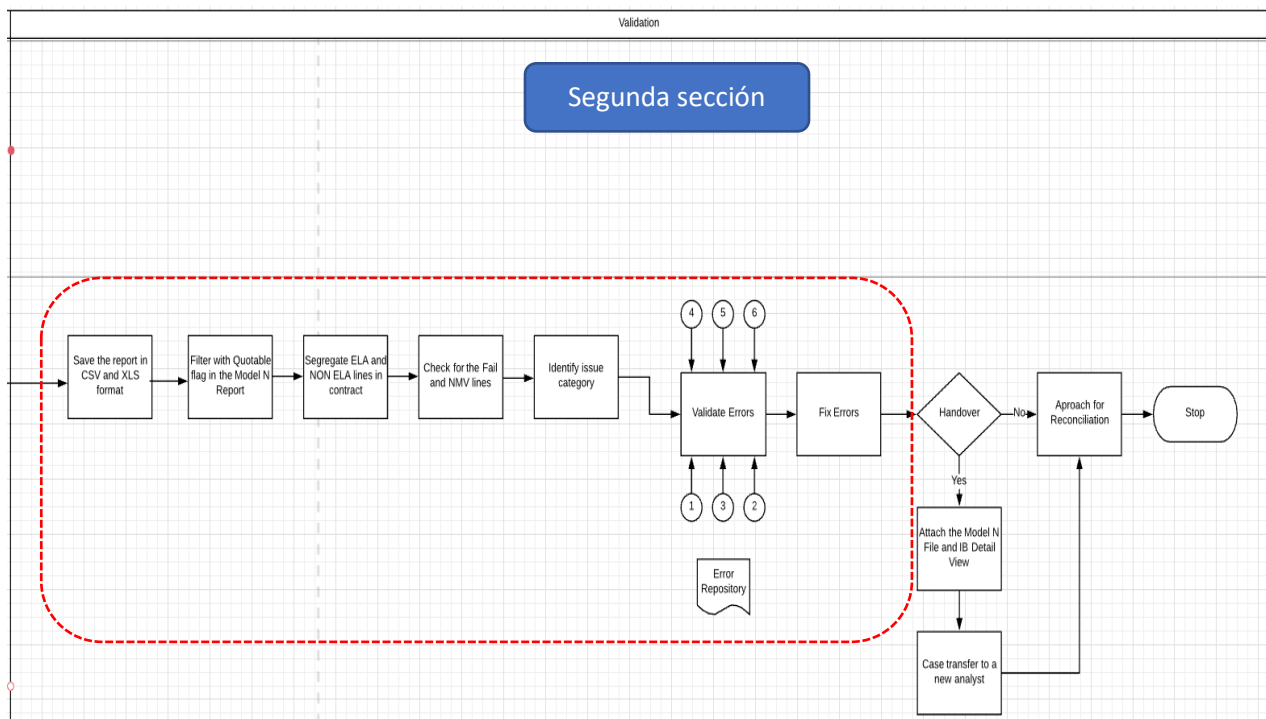 Validation
Segunda sección
Save the report in
CSV and XLS
format
Filter with Quotable
flag in the Model N
Report
Segregate ELA and
NON ELA lines in
contract
Check for the Fail
and NMV lines
Identify issue
category
4
5
6
Validate Errors
1
3
2
Error
Repository
Fix Errors
Handover
No
Yes
Aproach for
Reconciliation
Stop
Attach the Model N
File and IB Detail
View
Case transfer to a
new analyst